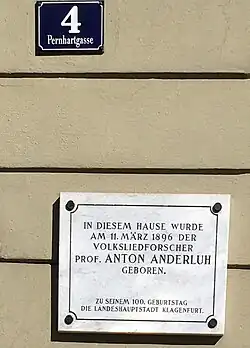 4
Pernhartgasse
IN DIESEM HAUSE WURDE
AM 11. MÄRZ 1896 DER
VOLKSLIEDFORSCHER
PROF. ANTON ANDERLUH
GEBOREN.
ZU SEINEM 100. GEBURTSTAG
DIE LANDESHAUPTSTADT KLAGENFURT.